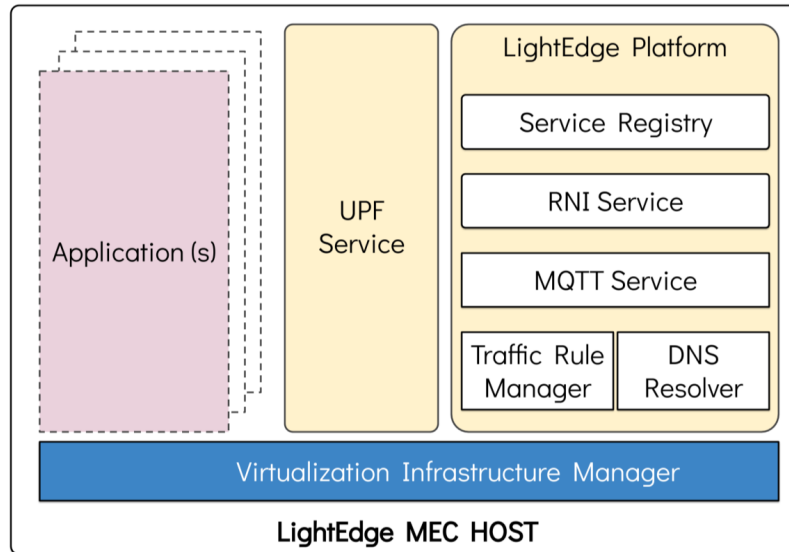 Application (s)
UPF
Service
LightEdge Platform
Service Registry
RNI Service
MQTT Service
Traffic Rule
Manager
DNS
Resolver
Virtualization Infrastructure Manager
LightEdge MEC HOST